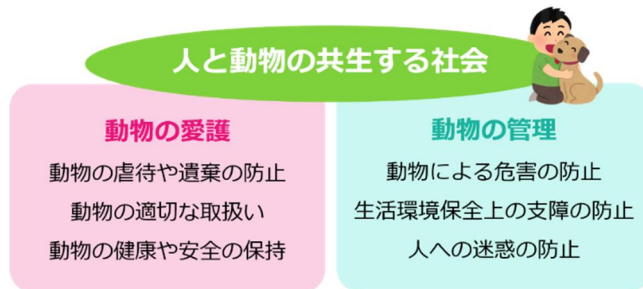 人と動物の共生する社会
動物の愛護
動物の虐待や遺棄の防止
動物の適切な取扱い
動物の健康や安全の保持
動物の管理
動物による危害の防止
生活環境保全上の支障の防止
人への迷惑の防止